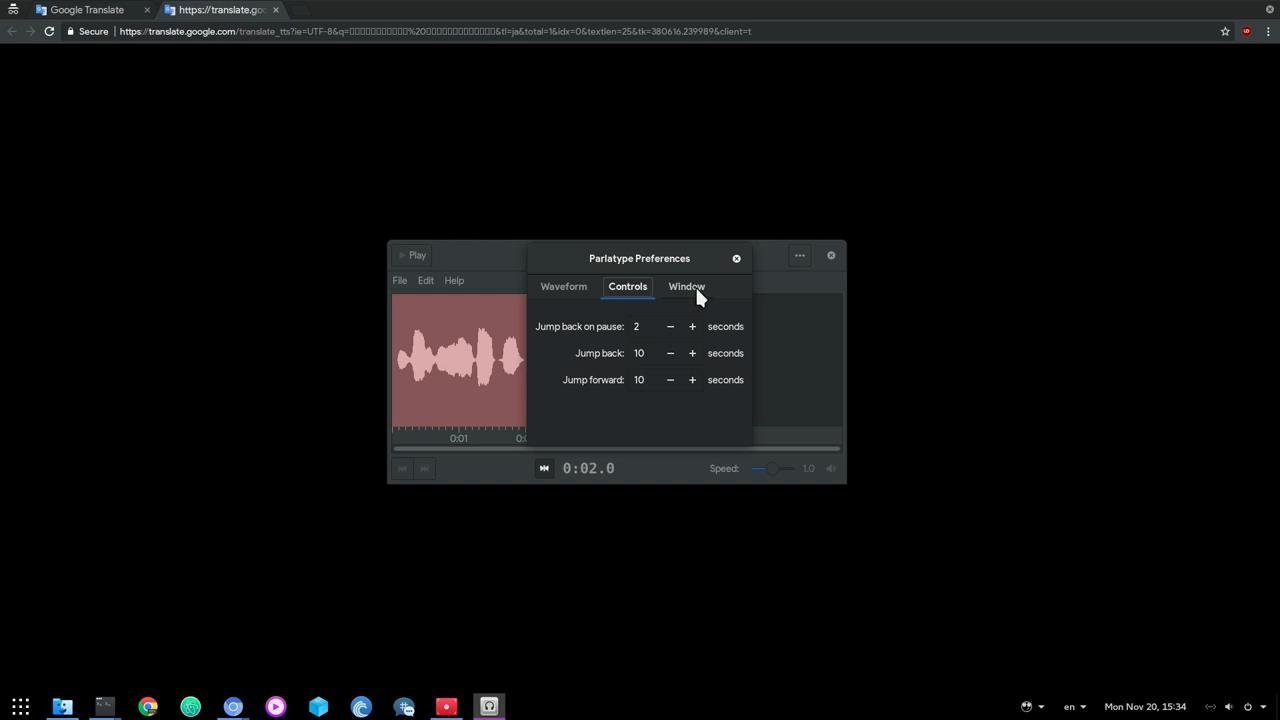 Google Translate
https://translate.goo
Secure
https://translate.google.com/translate_tts?ie=UTF-8&q=▯▯▯▯▯▯▯▯▯▯▯%20▯▯▯▯▯▯▯▯▯▯▯▯▯&tl=ja&total=1&idx=0&textlen=25&tk=380616.239989&client=t
Play
Parlatype Preferences
File Edit Help
Waveform Controls Window
Jump back on pause: 2 − + seconds
Jump back: 10 − + seconds
Jump forward: 10 − + seconds
0:01
0:02.0
Speed: 1.0
en
Mon Nov 20, 15:34